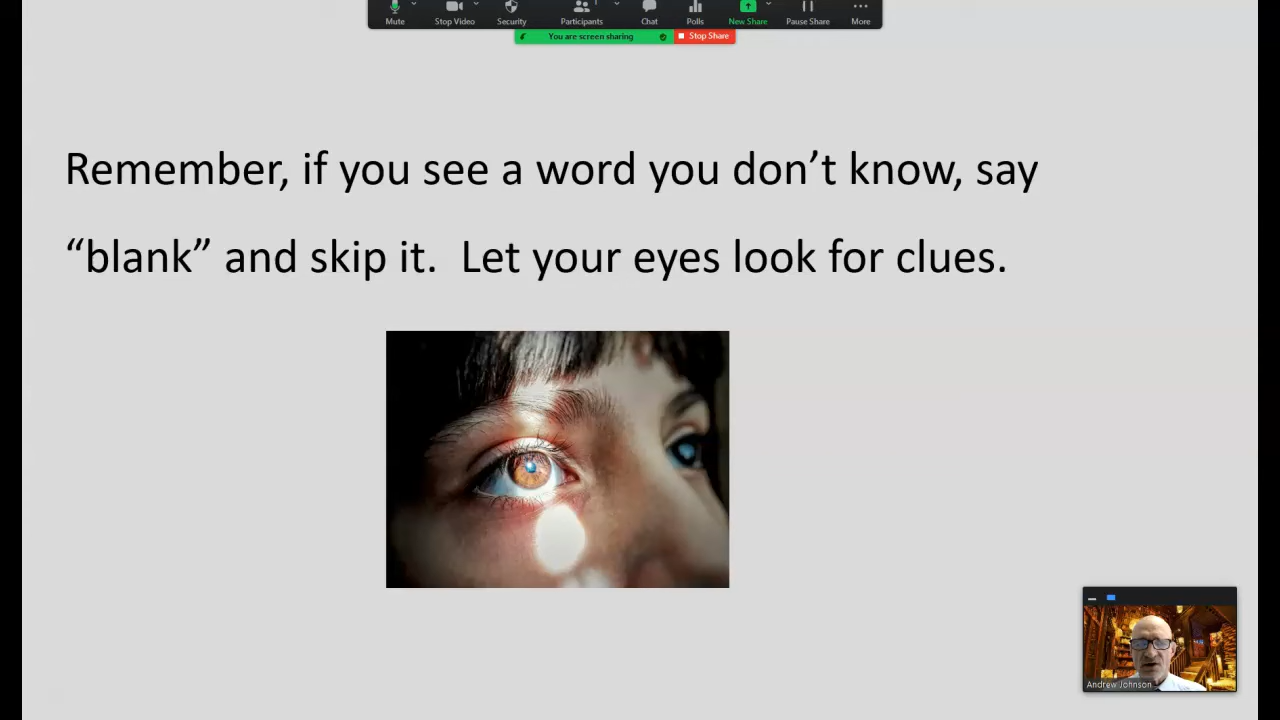 Mute
Stop Video
Security
Participants
Chat
Polls
New Share
Pause Share
More
You are screen sharing
Stop Share
Remember, if you see a word you don’t know, say
“blank” and skip it.  Let your eyes look for clues.
Andrew Johnson